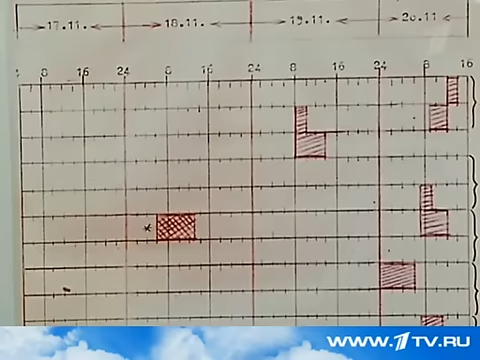 17.11. 18.11. 19.11. 20.11
8 16 24 8 16 24 8 16 24 8 16
*
www.1TV.RU